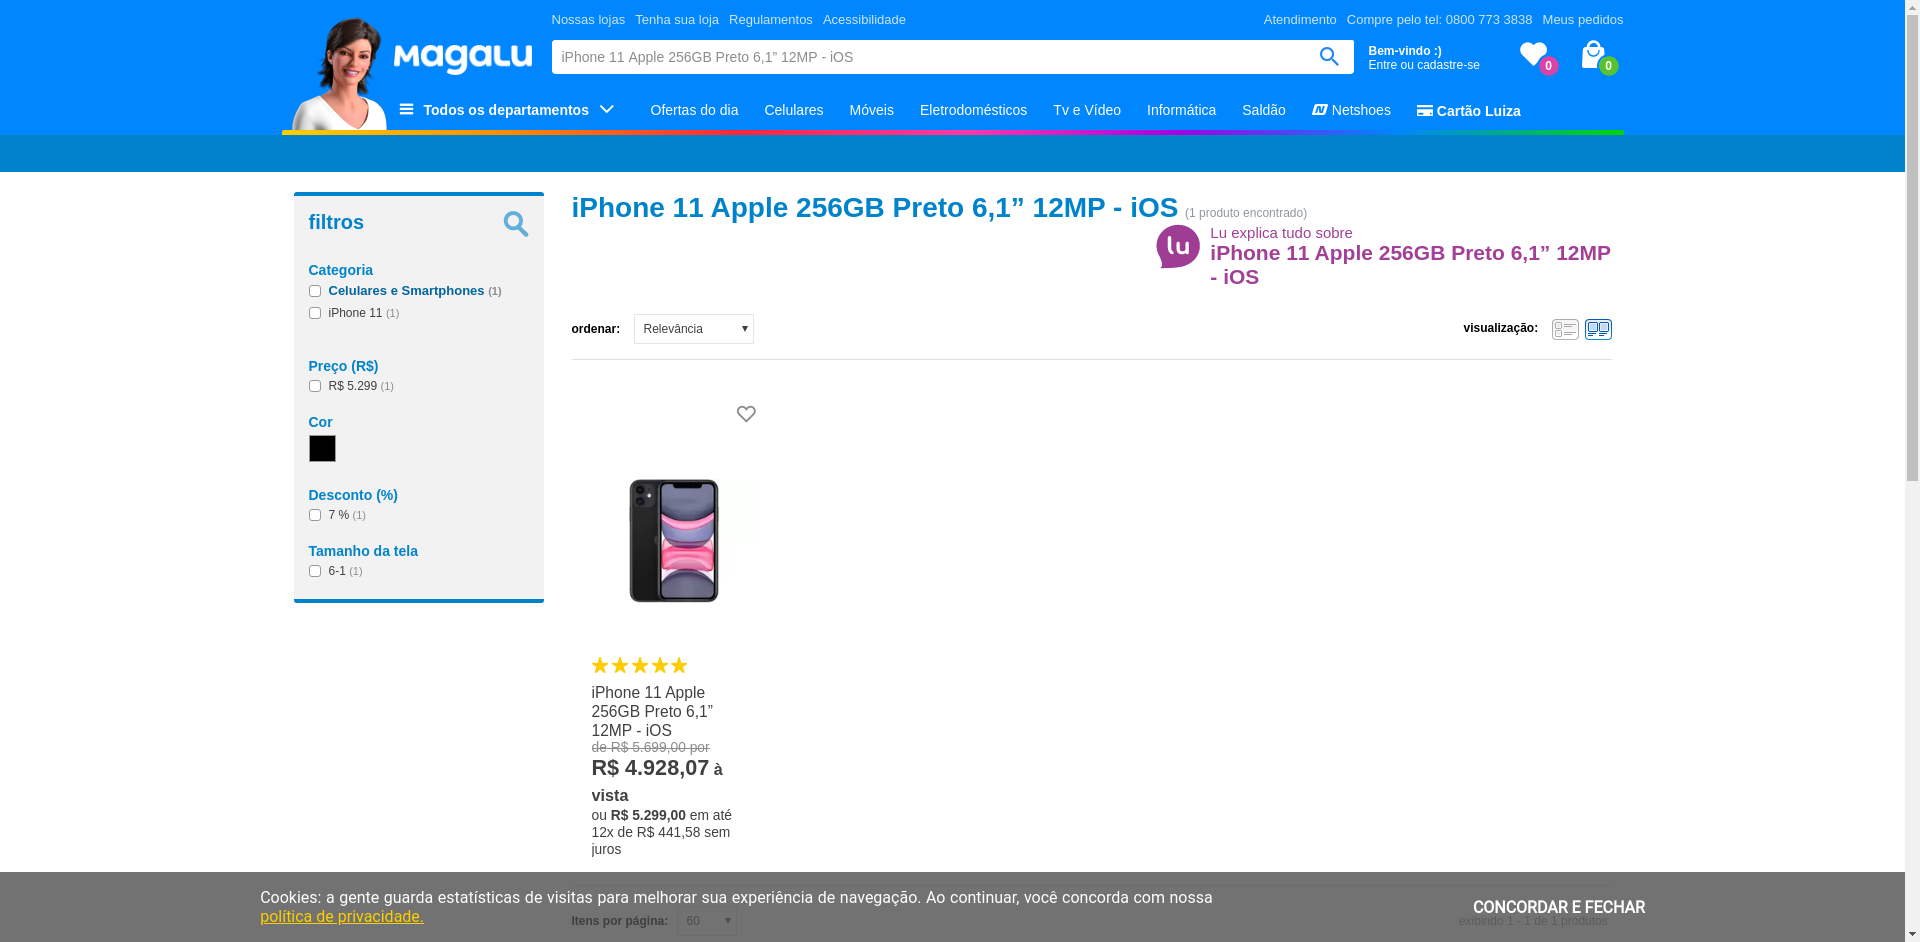 Nossas lojas Tenha sua loja Regulamentos Acessibilidade Atendimento Compre pelo tel: 0800 773 3838 Meus pedidos
MAGALU
iPhone 11 Apple 256GB Preto 6,1” 12MP - iOS
Bem-vindo :)
Entre ou cadastre-se
0
0
Todos os departamentos Ofertas do dia Celulares Móveis Eletrodomésticos Tv e Vídeo Informática Saldão Netshoes Cartão Luiza
filtros
Categoria
Celulares e Smartphones (1)
iPhone 11 (1)
Preço (R$)
R$ 5.299 (1)
Cor
Desconto (%)
7 % (1)
Tamanho da tela
6-1 (1)
iPhone 11 Apple 256GB Preto 6,1” 12MP - iOS (1 produto encontrado)
lu
Lu explica tudo sobre
iPhone 11 Apple 256GB Preto 6,1” 12MP
- iOS
ordenar: Relevância visualização:
iPhone 11 Apple
256GB Preto 6,1”
12MP - iOS
de R$ 5.699,00 por
R$ 4.928,07 à
vista
ou R$ 5.299,00 em até
12x de R$ 441,58 sem
juros
Cookies: a gente guarda estatísticas de visitas para melhorar sua experiência de navegação. Ao continuar, você concorda com nossa
política de privacidade.
CONCORDAR E FECHAR
Itens por página: 60 exibindo 1 - 1 de 1 produtos